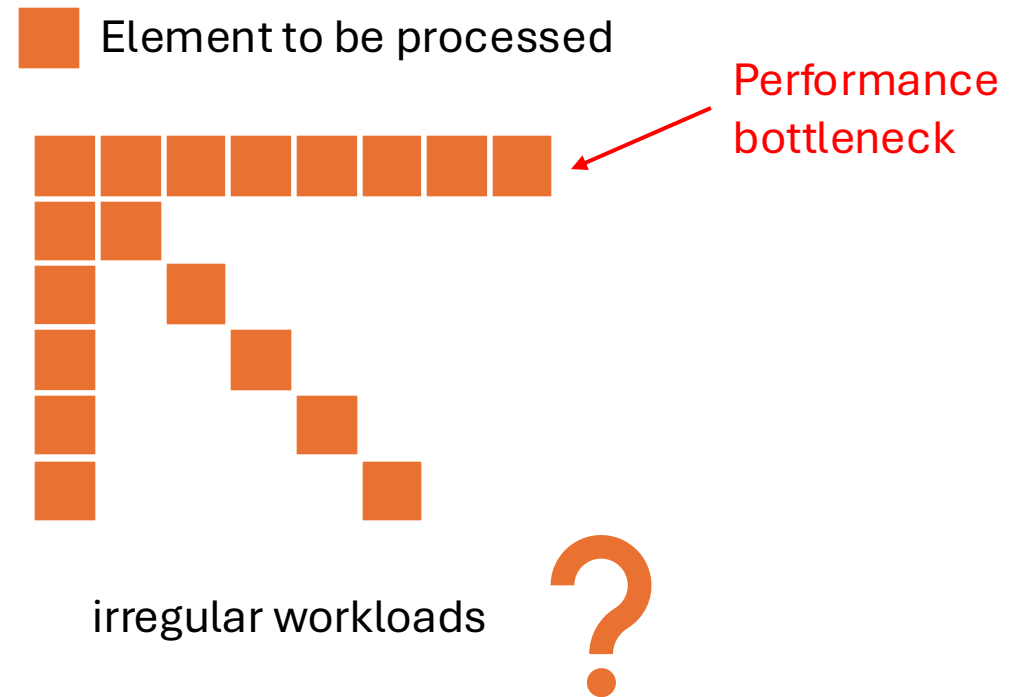 Element to be processed
Performance
bottleneck
irregular workloads
?